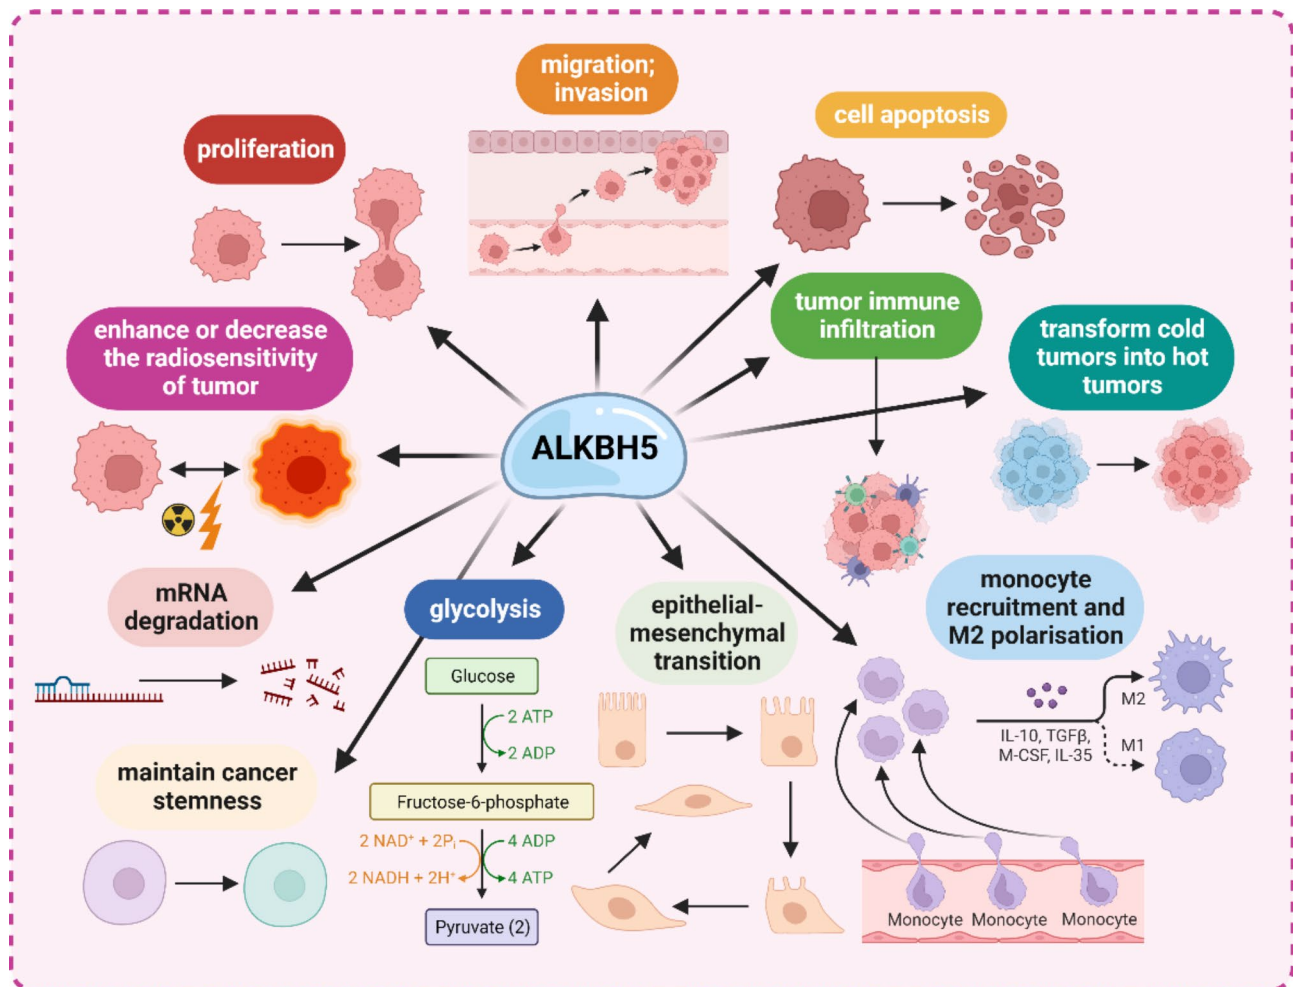 migration;
invasion
cell apoptosis
proliferation
tumor immune
infiltration
enhance or decrease
the radiosensitivity
of tumor
transform cold
tumors into hot
tumors
ALKBH5
mRNA
degradation
glycolysis
epithelial-
mesenchymal
transition
monocyte
recruitment and
M2 polarisation
Glucose
2 ATP
2 ADP
M2
IL-10, TGFβ,
M-CSF, IL-35
M1
maintain cancer
stemness
Fructose-6-phosphate
2 NAD⁺ + 2Pᵢ
4 ADP
2 NADH + 2H⁺
4 ATP
Pyruvate (2)
Monocyte
Monocyte
Monocyte